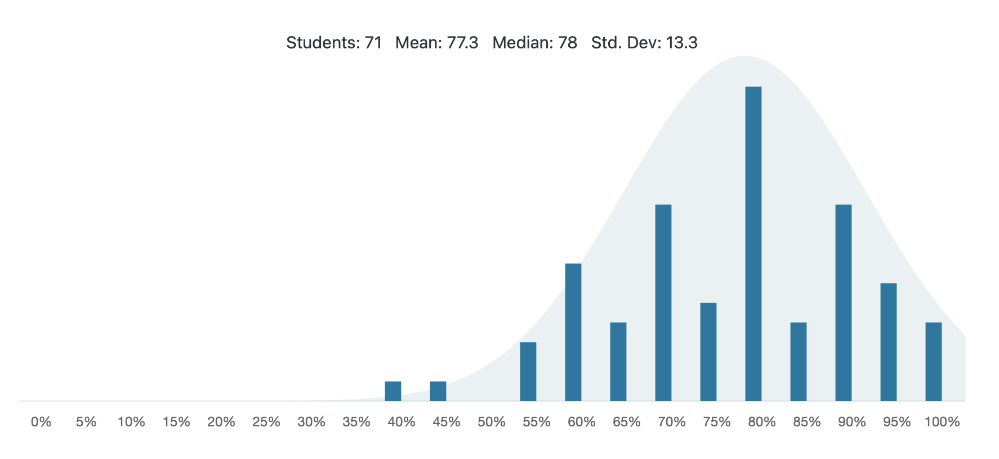 Students: 71 Mean: 77.3 Median: 78 Std. Dev: 13.3
0% 5% 10% 15% 20% 25% 30% 35% 40% 45% 50% 55% 60% 65% 70% 75% 80% 85% 90% 95% 100%